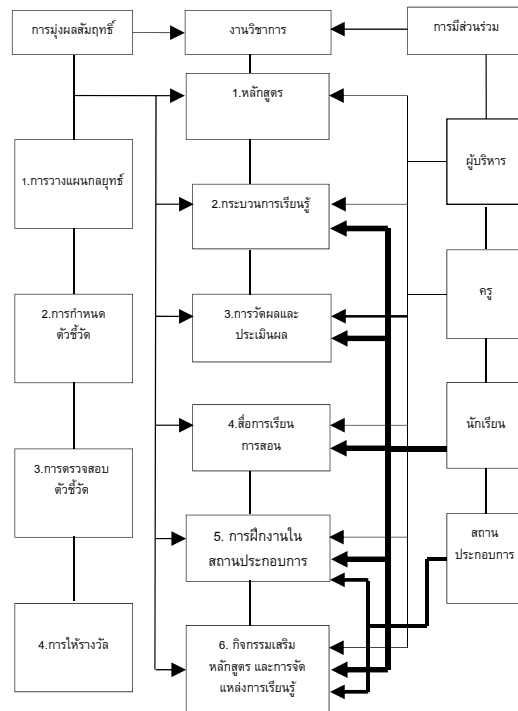 การมุ่งผลสัมฤทธิ์
งานวิชาการ
การมีส่วนร่วม
1.หลักสูตร
ผู้บริหาร
1.การวางแผนกลยุทธ์
2.กระบวนการเรียนรู้
ครู
2.การกำหนด
ตัวชี้วัด
3.การวัดผลและ
ประเมินผล
นักเรียน
4.สื่อการเรียน
การสอน
3.การตรวจสอบ
ตัวชี้วัด
สถาน
ประกอบการ
5. การฝึกงานใน
สถานประกอบการ
4.การให้รางวัล
6. กิจกรรมเสริม
หลักสูตร และการจัด
แหล่งการเรียนรู้